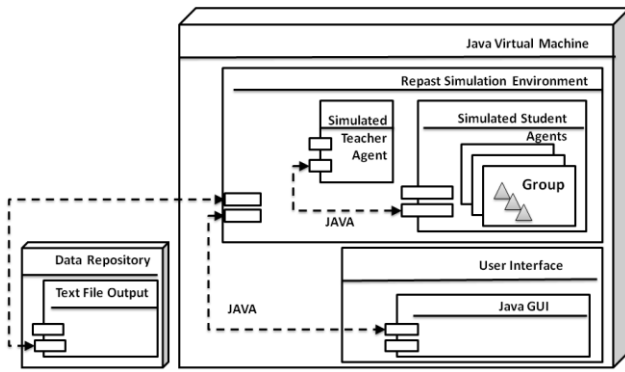 Java Virtual Machine
Repast Simulation Environment
Simulated
Teacher
Agent
Simulated Student
Agents
Group
JAVA
Data Repository
Text File Output
User Interface
Java GUI
JAVA